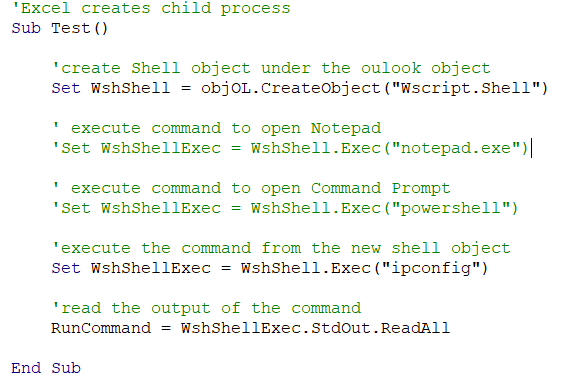 'Excel creates child process
Sub Test()
'create Shell object under the oulook object
Set WshShell = objOL.CreateObject("Wscript.Shell")
' execute command to open Notepad
'Set WshShellExec = WshShell.Exec("notepad.exe")
' execute command to open Command Prompt
'Set WshShellExec = WshShell.Exec("powershell")
'execute the command from the new shell object
Set WshShellExec = WshShell.Exec("ipconfig")
'read the output of the command
RunCommand = WshShellExec.StdOut.ReadAll
End Sub